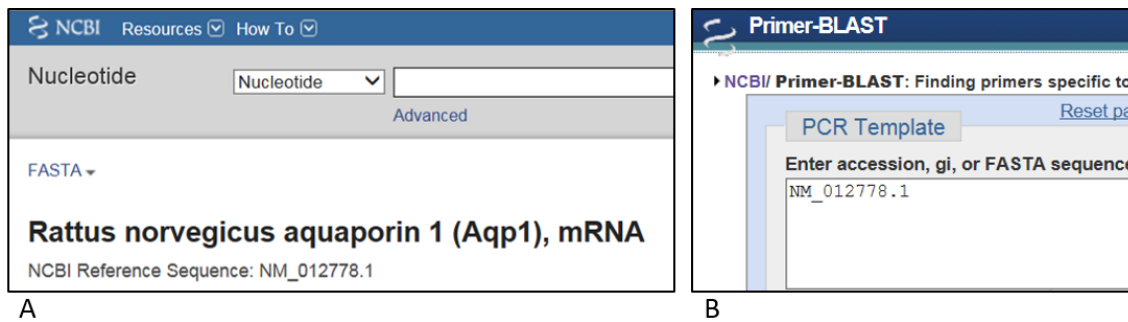 NCBI Resources How To
Nucleotide
Nucleotide
Advanced
FASTA
Rattus norvegicus aquaporin 1 (Aqp1), mRNA
NCBI Reference Sequence: NM_012778.1
A
Primer-BLAST
NCBI/ Primer-BLAST: Finding primers specific to
Reset pa
PCR Template
Enter accession, gi, or FASTA sequence
NM_012778.1
B